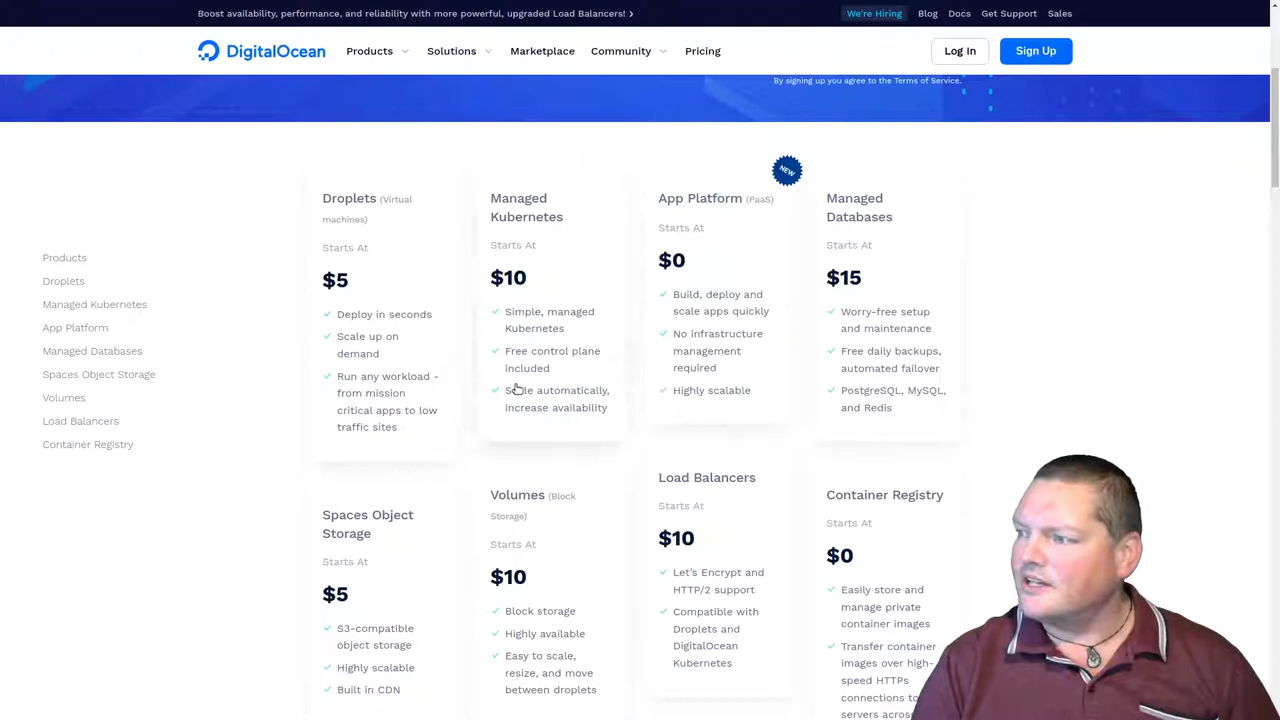 Boost availability, performance, and reliability with more powerful, upgraded Load Balancers!
We're Hiring
Blog
Docs
Get Support
Sales
DigitalOcean
Products
Solutions
Marketplace
Community
Pricing
Log In
Sign Up
By signing up you agree to the Terms of Service.
Products
Droplets
Managed Kubernetes
App Platform
Managed Databases
Spaces Object Storage
Volumes
Load Balancers
Container Registry
Droplets (Virtual
machines)
Starts At
$5
Deploy in seconds
Scale up on
demand
Run any workload -
from mission
critical apps to low
traffic sites
Managed
Kubernetes
Starts At
$10
Simple, managed
Kubernetes
Free control plane
included
Scale automatically,
increase availability
NEW
App Platform (PaaS)
Starts At
$0
Build, deploy and
scale apps quickly
No infrastructure
management
required
Highly scalable
Managed
Databases
Starts At
$15
Worry-free setup
and maintenance
Free daily backups,
automated failover
PostgreSQL, MySQL,
and Redis
Spaces Object
Storage
Starts At
$5
S3-compatible
object storage
Highly scalable
Built in CDN
Volumes (Block
Storage)
Starts At
$10
Block storage
Highly available
Easy to scale,
resize, and move
between droplets
Load Balancers
Starts At
$10
Let's Encrypt and
HTTP/2 support
Compatible with
Droplets and
DigitalOcean
Kubernetes
Container Registry
Starts At
$0
Easily store and
manage private
container images
Transfer container
images over high-
speed HTTPs
connections to
servers across